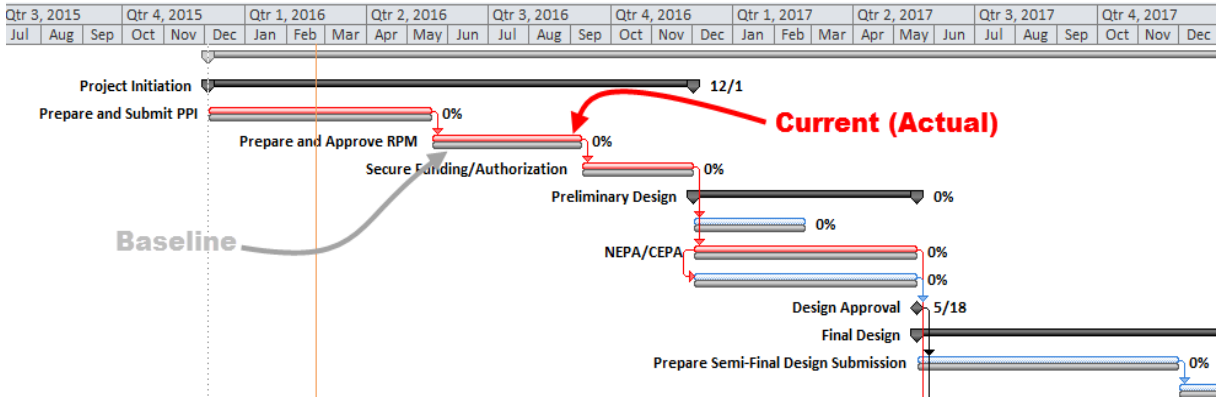 Qtr 3, 2015 Qtr 4, 2015 Qtr 1, 2016 Qtr 2, 2016 Qtr 3, 2016 Qtr 4, 2016 Qtr 1, 2017 Qtr 2, 2017 Qtr 3, 2017 Qtr 4, 2017
Jul Aug Sep Oct Nov Dec Jan Feb Mar Apr May Jun Jul Aug Sep Oct Nov Dec Jan Feb Mar Apr May Jun Jul Aug Sep Oct Nov Dec
Project Initiation 12/1
Prepare and Submit PPI 0%
Current (Actual)
Prepare and Approve RPM 0%
Secure Funding/Authorization 0%
Preliminary Design 0%
0%
Baseline
NEPA/CEPA 0%
0%
Design Approval 5/18
Final Design
Prepare Semi-Final Design Submission 0%